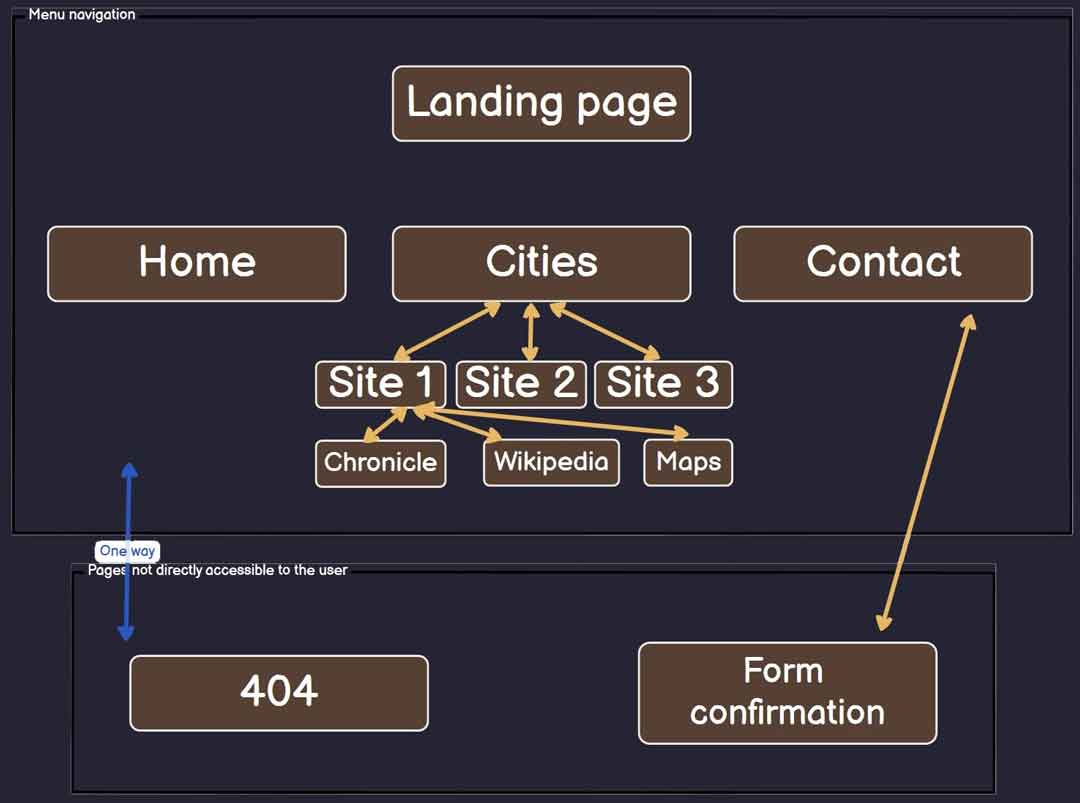 Menu navigation
Landing page
Home
Cities
Contact
Site 1
Site 2
Site 3
Chronicle
Wikipedia
Maps
One way
Pages not directly accessible to the user
404
Form
confirmation